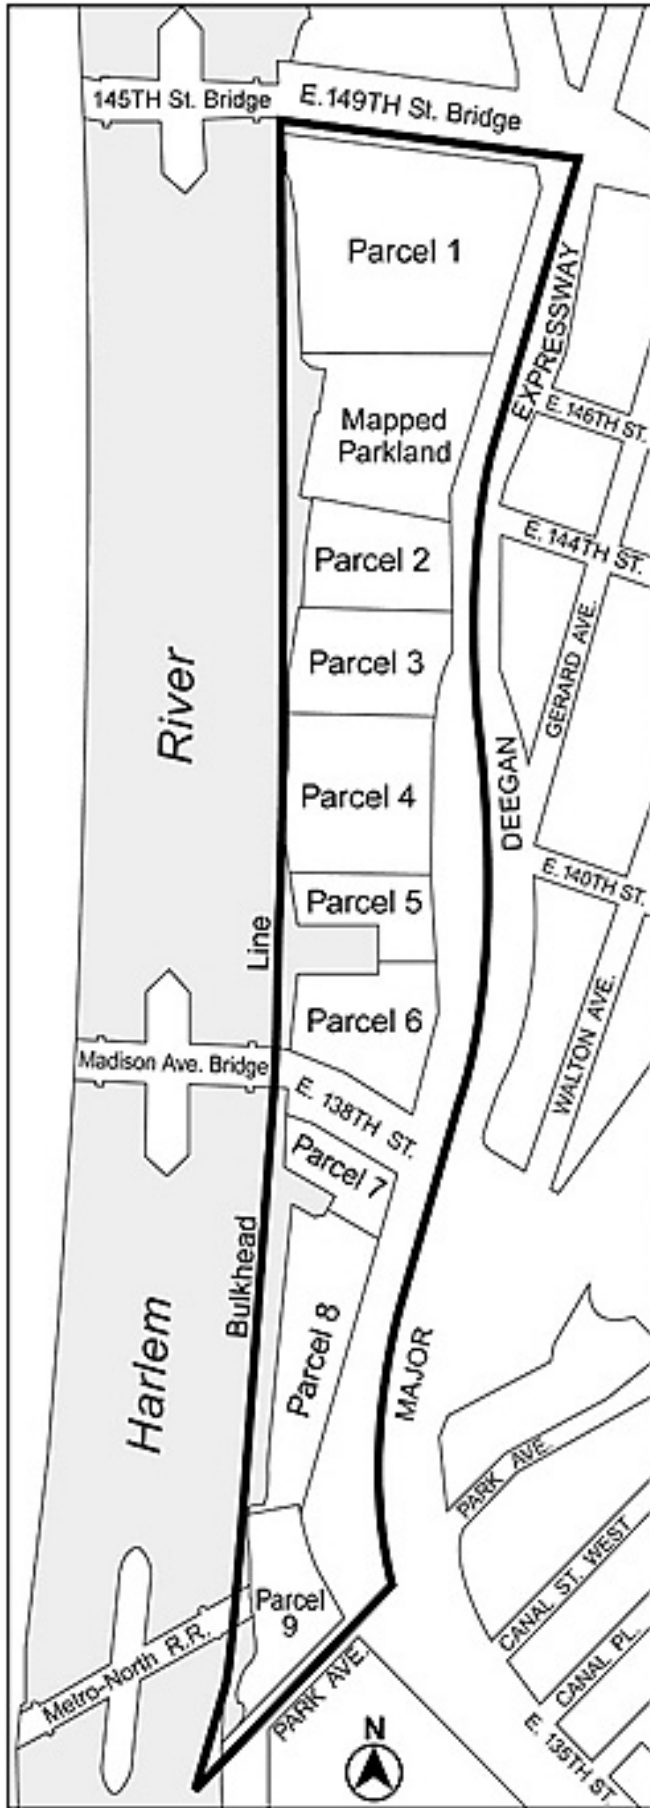 145TH St. Bridge
E. 149TH St. Bridge
Parcel 1
EXPRESSWAY
E. 146TH ST.
Mapped
Parkland
E. 144TH ST.
Parcel 2
GERARD AVE.
Parcel 3
River
DEEGAN
Parcel 4
E. 140TH ST.
Parcel 5
Line
Parcel 6
WALTON AVE.
Madison Ave. Bridge
E. 138TH ST.
Parcel 7
Bulkhead
Parcel 8
MAJOR
Harlem
PARK AVE.
CANAL ST. WEST
Parcel
9
Metro-North R.R.
CANAL PL.
PARK AVE.
E. 135TH ST.
N